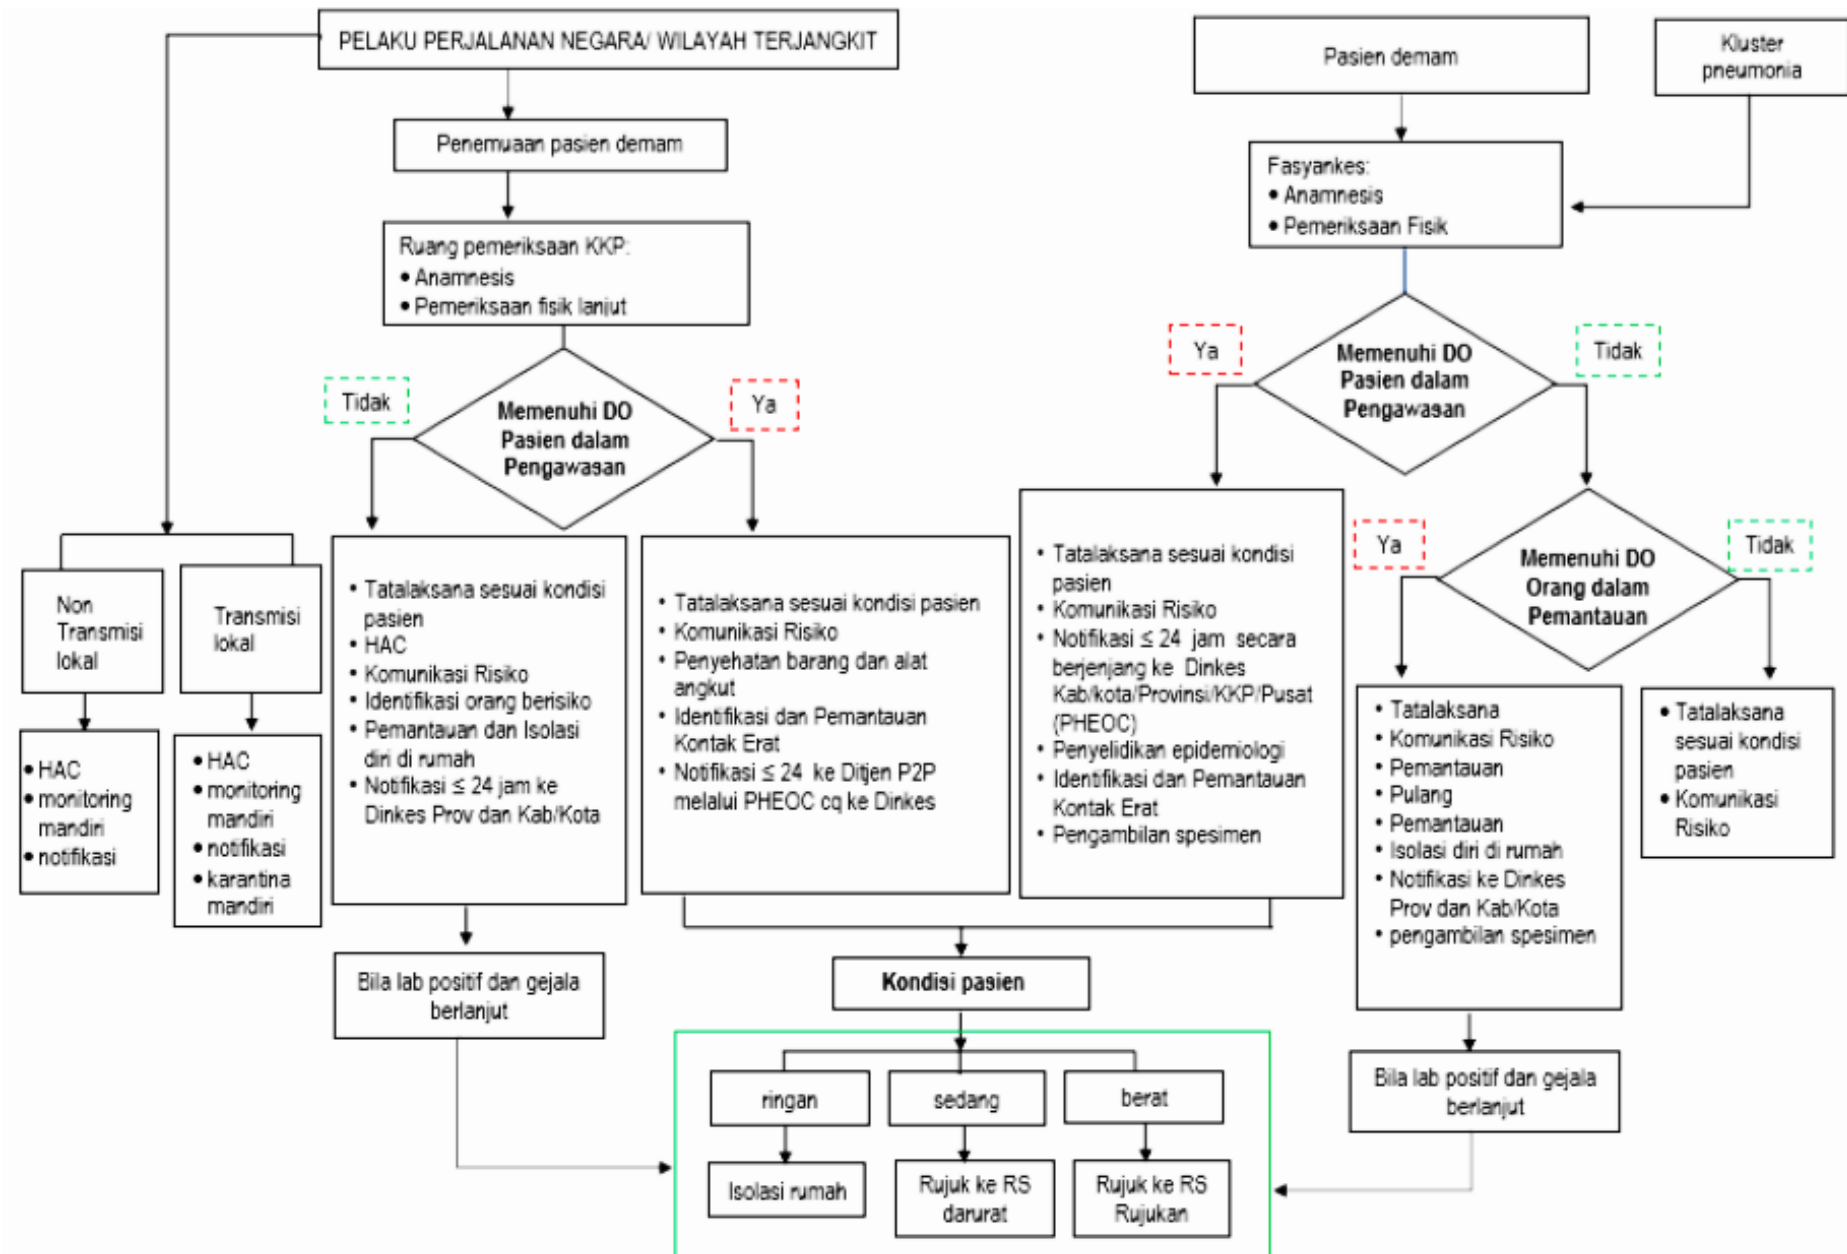 PELAKU PERJALANAN NEGARA/ WILAYAH TERJANGKIT
Penemuaan pasien demam
Ruang pemeriksaan KKP:
• Anamnesis
• Pemeriksaan fisik lanjut
Tidak
Memenuhi DO
Pasien dalam
Pengawasan
Ya
Non
Transmisi
lokal
Transmisi
lokal
• HAC
• monitoring
mandiri
• notifikasi
• HAC
• monitoring
mandiri
• notifikasi
• karantina
mandiri
• Tatalaksana sesuai kondisi
pasien
• HAC
• Komunikasi Risiko
• Identifikasi orang berisiko
• Pemantauan dan Isolasi
diri di rumah
• Notifikasi ≤ 24 jam ke
Dinkes Prov dan Kab/Kota
• Tatalaksana sesuai kondisi pasien
• Komunikasi Risiko
• Penyehatan barang dan alat
angkut
• Identifikasi dan Pemantauan
Kontak Erat
• Notifikasi ≤ 24 ke Ditjen P2P
melalui PHEOC cq ke Dinkes
Bila lab positif dan gejala
berlanjut
Pasien demam
Kluster
pneumonia
Fasyankes:
• Anamnesis
• Pemeriksaan Fisik
Ya
Memenuhi DO
Pasien dalam
Pengawasan
Tidak
• Tatalaksana sesuai kondisi
pasien
• Komunikasi Risiko
• Notifikasi ≤ 24 jam secara
berjenjang ke Dinkes
Kab/kota/Provinsi/KKP/Pusat
(PHEOC)
• Penyelidikan epidemiologi
• Identifikasi dan Pemantauan
Kontak Erat
• Pengambilan spesimen
Ya
Memenuhi DO
Orang dalam
Pemantauan
Tidak
• Tatalaksana
• Komunikasi Risiko
• Pemantauan
• Pulang
• Pemantauan
• Isolasi diri di rumah
• Notifikasi ke Dinkes
Prov dan Kab/Kota
• pengambilan spesimen
• Tatalaksana
sesuai kondisi
pasien
• Komunikasi
Risiko
Bila lab positif dan gejala
berlanjut
Kondisi pasien
ringan
sedang
berat
Isolasi rumah
Rujuk ke RS
darurat
Rujuk ke RS
Rujukan